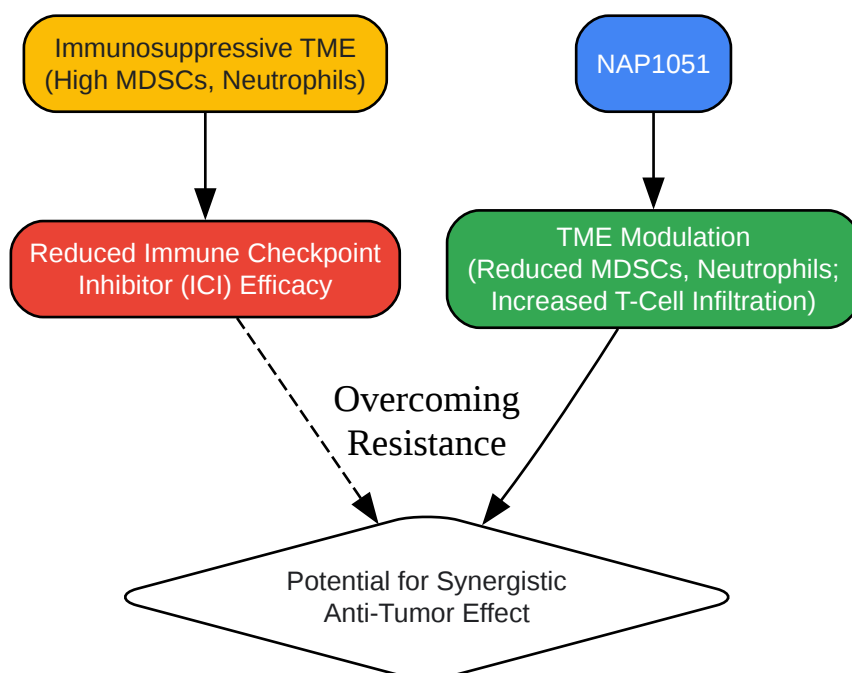 Immunosuppressive TME
(High MDSCs, Neutrophils)
NAP1051
Reduced Immune Checkpoint
Inhibitor (ICI) Efficacy
TME Modulation
(Reduced MDSCs, Neutrophils;
Increased T-Cell Infiltration)
Overcoming
Resistance
Potential for Synergistic
Anti-Tumor Effect